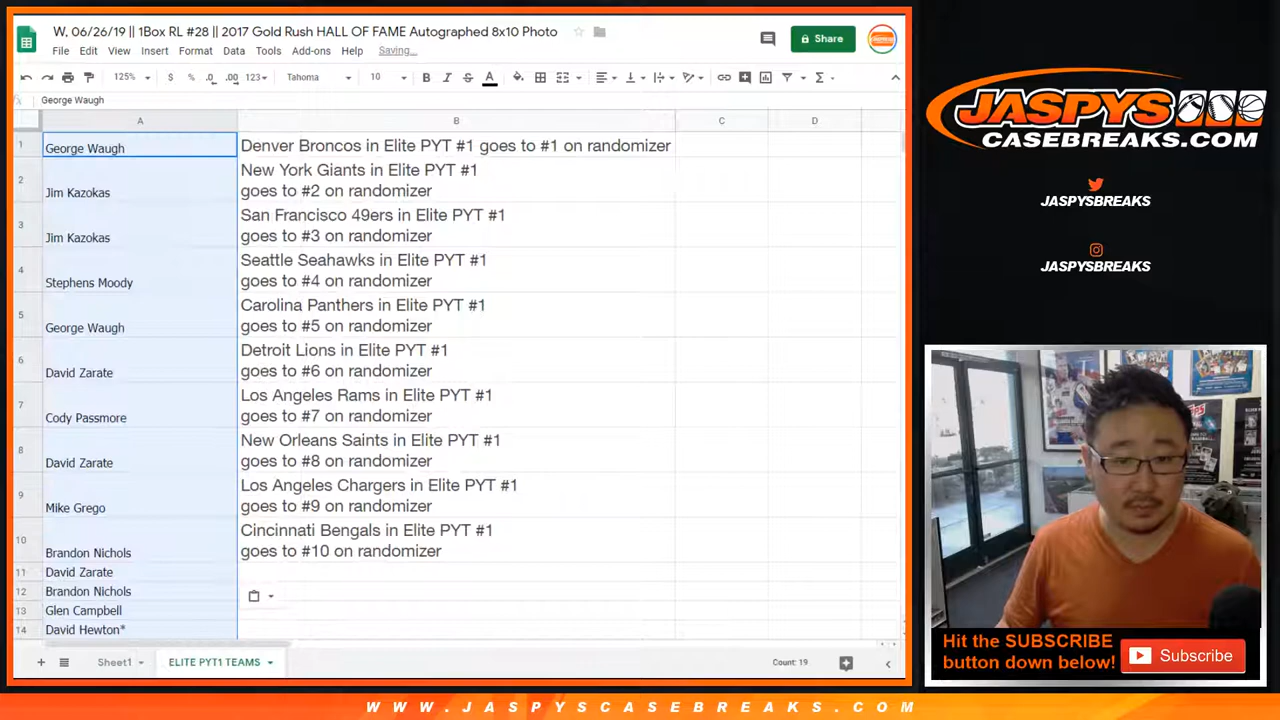 W, 06/26/19 || 1Box RL #28 || 2017 Gold Rush HALL OF FAME Autographed 8x10 Photo
Share
File Edit View Insert Format Data Tools Add-ons Help Saving...
125% $ % .0 .00 123 Tahoma 10 B I S A
fx George Waugh
A B C D
1 George Waugh Denver Broncos in Elite PYT #1 goes to #1 on randomizer
New York Giants in Elite PYT #1
2 Jim Kazokas goes to #2 on randomizer
San Francisco 49ers in Elite PYT #1
3 Jim Kazokas goes to #3 on randomizer
Seattle Seahawks in Elite PYT #1
4 Stephens Moody goes to #4 on randomizer
Carolina Panthers in Elite PYT #1
5 George Waugh goes to #5 on randomizer
Detroit Lions in Elite PYT #1
6 David Zarate goes to #6 on randomizer
Los Angeles Rams in Elite PYT #1
7 Cody Passmore goes to #7 on randomizer
New Orleans Saints in Elite PYT #1
8 David Zarate goes to #8 on randomizer
Los Angeles Chargers in Elite PYT #1
9 Mike Grego goes to #9 on randomizer
Cincinnati Bengals in Elite PYT #1
10 Brandon Nichols goes to #10 on randomizer
11 David Zarate
12 Brandon Nichols
13 Glen Campbell
14 David Hewton*
Sheet1 ELITE PYT1 TEAMS Count: 19
JASPYS
CASEBREAKS.COM
JASPYSBREAKS
JASPYSBREAKS
Hit the SUBSCRIBE
button down below!
Subscribe
WWW.JASPYSCASEBREAKS.COM